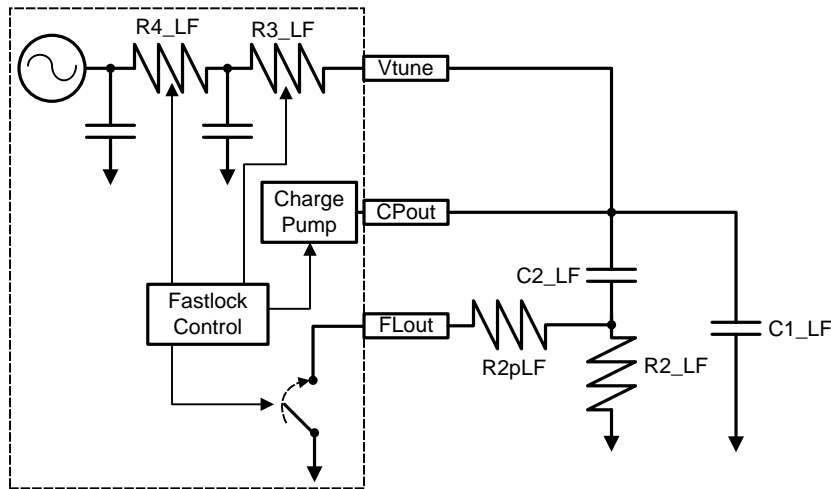 R4_LF
R3_LF
Vtune
Charge
Pump
CPout
C2_LF
Fastlock
Control
FLout
R2pLF
R2_LF
C1_LF